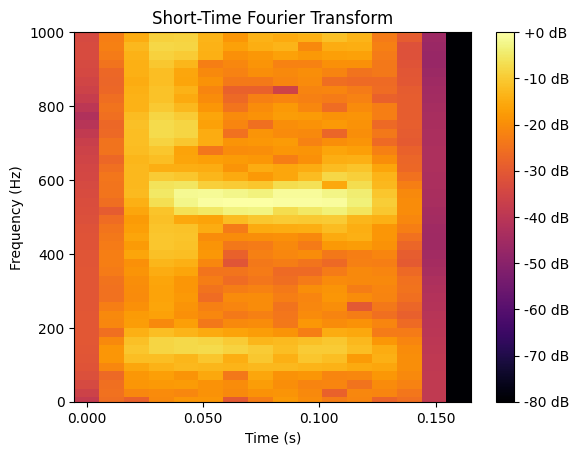 Short-Time Fourier Transform
1000
800
600
400
200
0
Frequency (Hz)
0.000
0.050
0.100
0.150
Time (s)
+0 dB
-10 dB
-20 dB
-30 dB
-40 dB
-50 dB
-60 dB
-70 dB
-80 dB